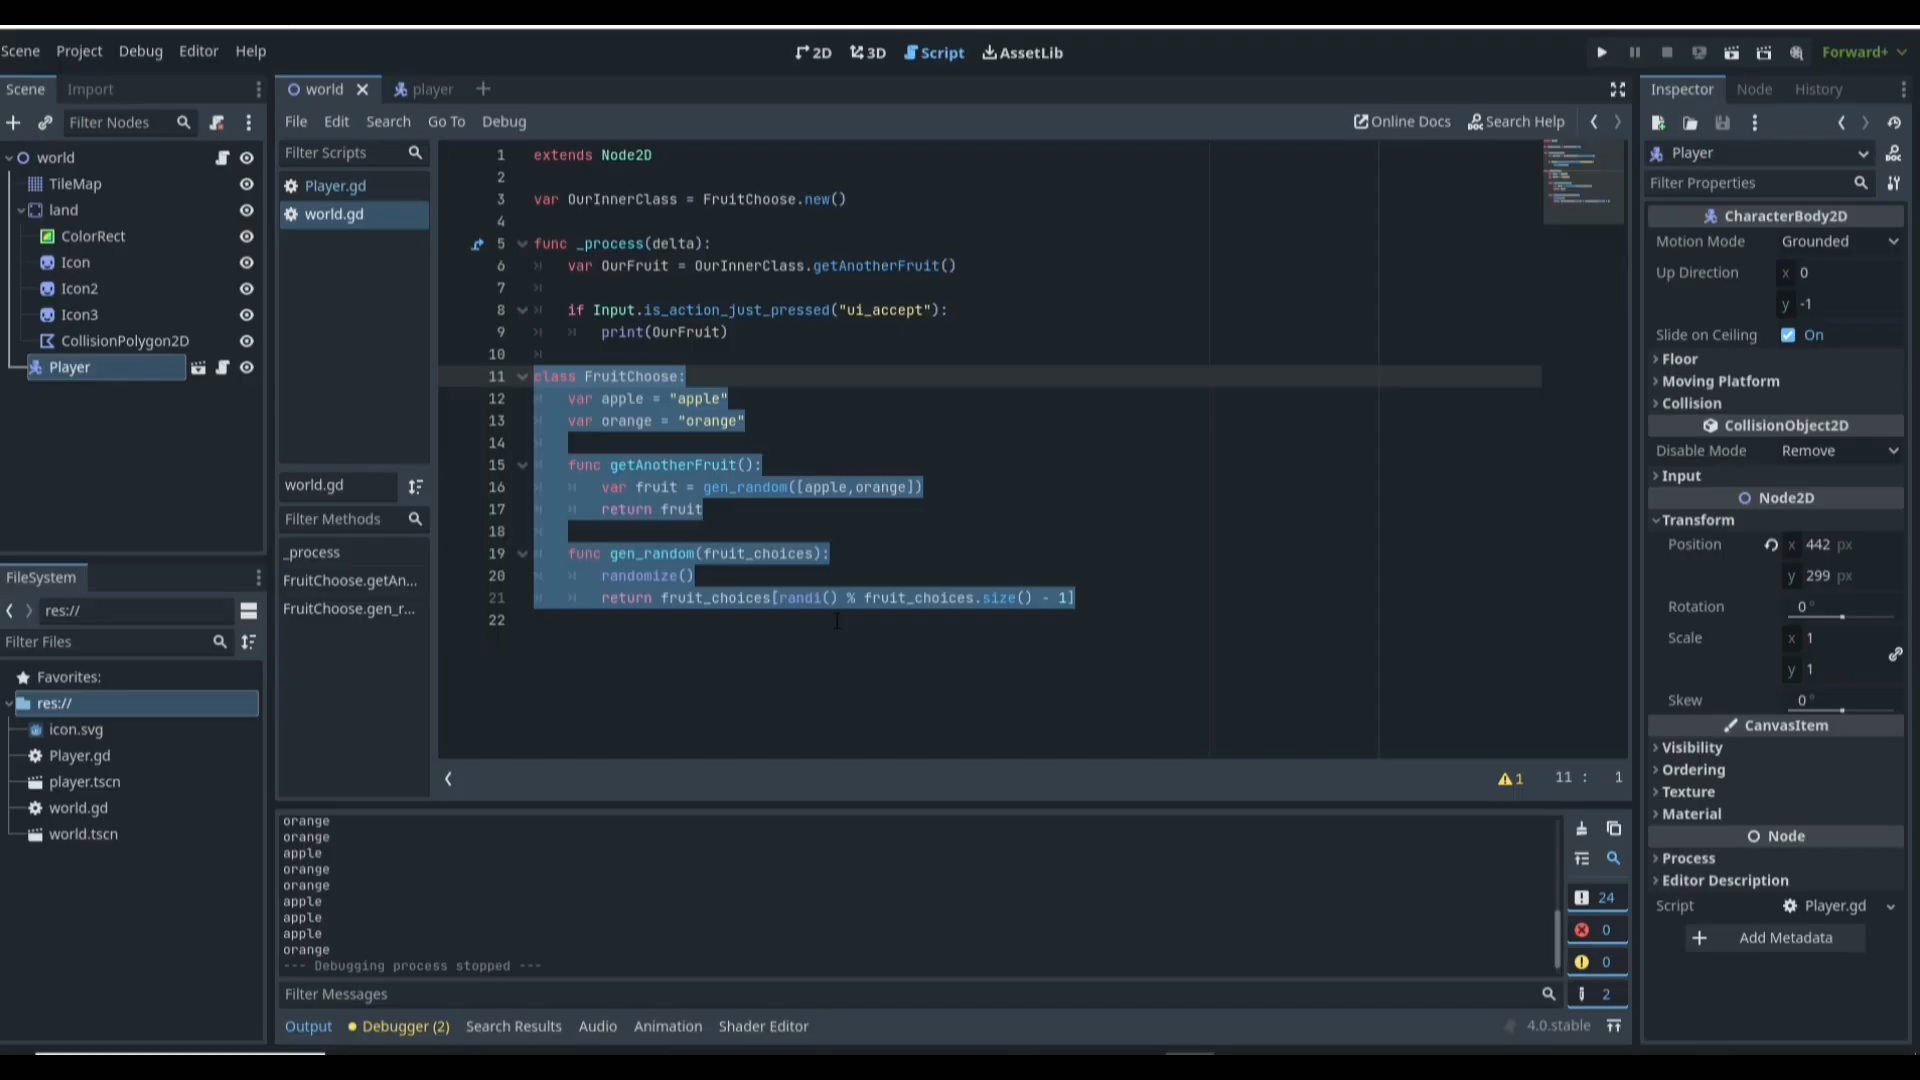 Scene Project Debug Editor Help
2D 3D Script AssetLib
Forward+
Scene Import
Filter Nodes
world
TileMap
land
ColorRect
Icon
Icon2
Icon3
CollisionPolygon2D
Player
FileSystem
res://
Filter Files
Favorites:
res://
icon.svg
Player.gd
player.tscn
world.gd
world.tscn
world player
File Edit Search Go To Debug
Online Docs Search Help
Filter Scripts
Player.gd
world.gd
world.gd
Filter Methods
_process
FruitChoose.getAn...
FruitChoose.gen_r...
1 extends Node2D
2
3 var OurInnerClass = FruitChoose.new()
4
5 func _process(delta):
6 var OurFruit = OurInnerClass.getAnotherFruit()
7
8 if Input.is_action_just_pressed("ui_accept"):
9 print(OurFruit)
10
11 class FruitChoose:
12 var apple = "apple"
13 var orange = "orange"
14
15 func getAnotherFruit():
16 var fruit = gen_random([apple,orange])
17 return fruit
18
19 func gen_random(fruit_choices):
20 randomize()
21 return fruit_choices[randi() % fruit_choices.size() - 1]
22
1 11 : 1
orange
orange
apple
orange
orange
apple
apple
apple
orange
--- Debugging process stopped ---
24
0
0
2
Filter Messages
Output Debugger (2) Search Results Audio Animation Shader Editor
4.0.stable
Inspector Node History
Player
Filter Properties
CharacterBody2D
Motion Mode Grounded
Up Direction x 0
y -1
Slide on Ceiling On
Floor
Moving Platform
Collision
CollisionObject2D
Disable Mode Remove
Input
Node2D
Transform
Position x 442 px
y 299 px
Rotation 0 °
Scale x 1
y 1
Skew 0 °
CanvasItem
Visibility
Ordering
Texture
Material
Node
Process
Editor Description
Script Player.gd
Add Metadata